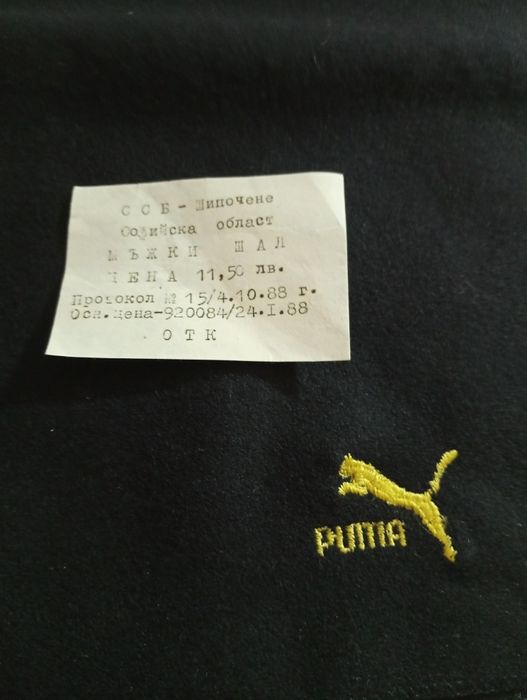 ССБ - Шипочене
Софийска област
МЪЖКИ ШАЛ
ЦЕНА 11,50 лв.
Протокол № 15/4.10.88 г.
Осн.цена-920084/24.I.88
ОТК
PUMA